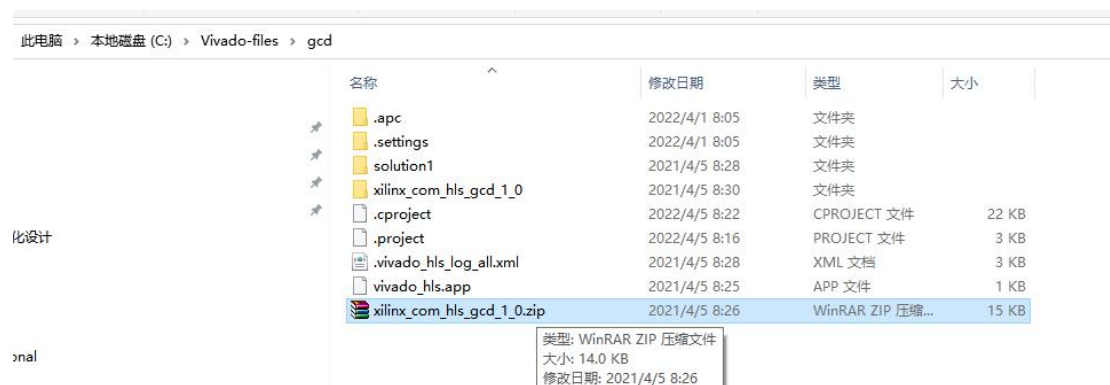 此电脑 › 本地磁盘 (C:) › Vivado-files › gcd
名称 修改日期 类型 大小
.apc 2022/4/1 8:05 文件夹
.settings 2022/4/1 8:05 文件夹
solution1 2021/4/5 8:28 文件夹
xilinx_com_hls_gcd_1_0 2021/4/5 8:30 文件夹
.cproject 2022/4/5 8:22 CPROJECT 文件 22 KB
化设计 .project 2022/4/5 8:16 PROJECT 文件 3 KB
.vivado_hls_log_all.xml 2021/4/5 8:28 XML 文档 3 KB
vivado_hls.app 2021/4/5 8:25 APP 文件 1 KB
xilinx_com_hls_gcd_1_0.zip 2021/4/5 8:26 WinRAR ZIP 压缩... 15 KB
类型: WinRAR ZIP 压缩文件
onal 大小: 14.0 KB
修改日期: 2021/4/5 8:26